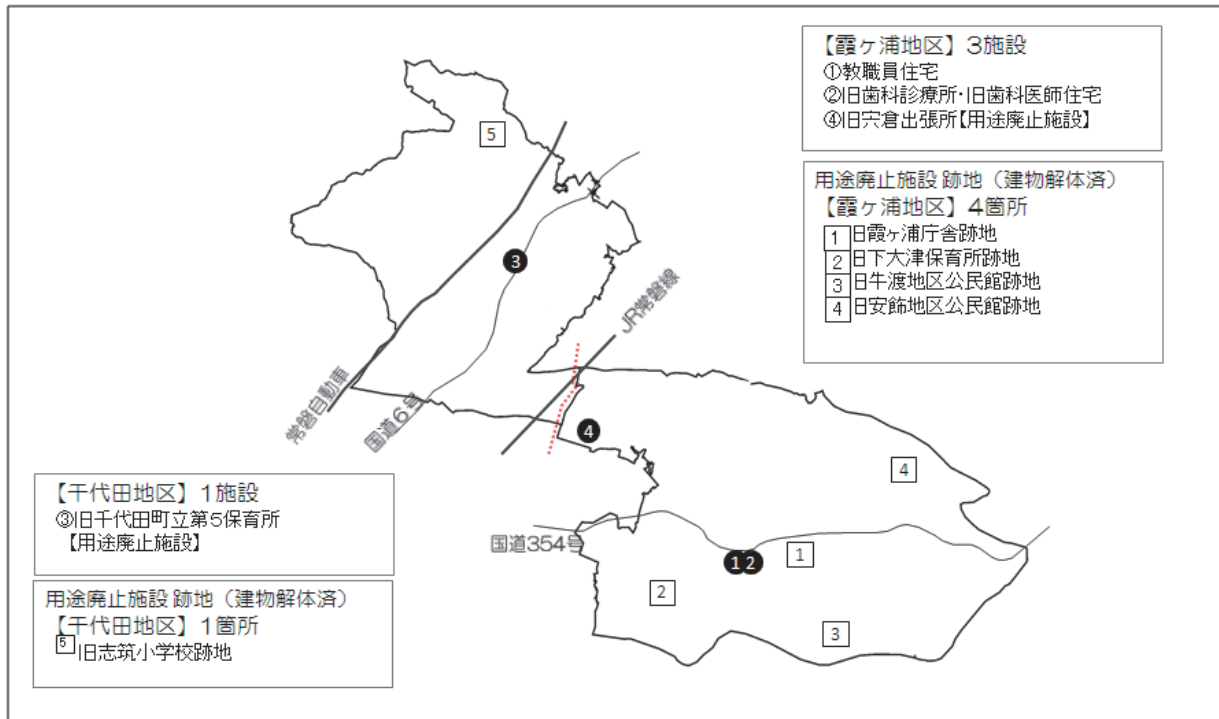 【霞ヶ浦地区】３施設
①教職員住宅
②旧歯科診療所・旧歯科医師住宅
④旧宍倉出張所【用途廃止施設】
用途廃止施設 跡地（建物解体済）
【霞ヶ浦地区】４箇所
1 旧霞ヶ浦庁舎跡地
2 旧下大津保育所跡地
3 旧牛渡地区公民館跡地
4 旧安飾地区公民館跡地
5
3
JR常磐線
常磐自動車
国道６号
4
4
国道354号
1 2
1
2
3
【千代田地区】１施設
③旧千代田町立第５保育所
【用途廃止施設】
用途廃止施設 跡地（建物解体済）
【千代田地区】１箇所
5 旧志筑小学校跡地